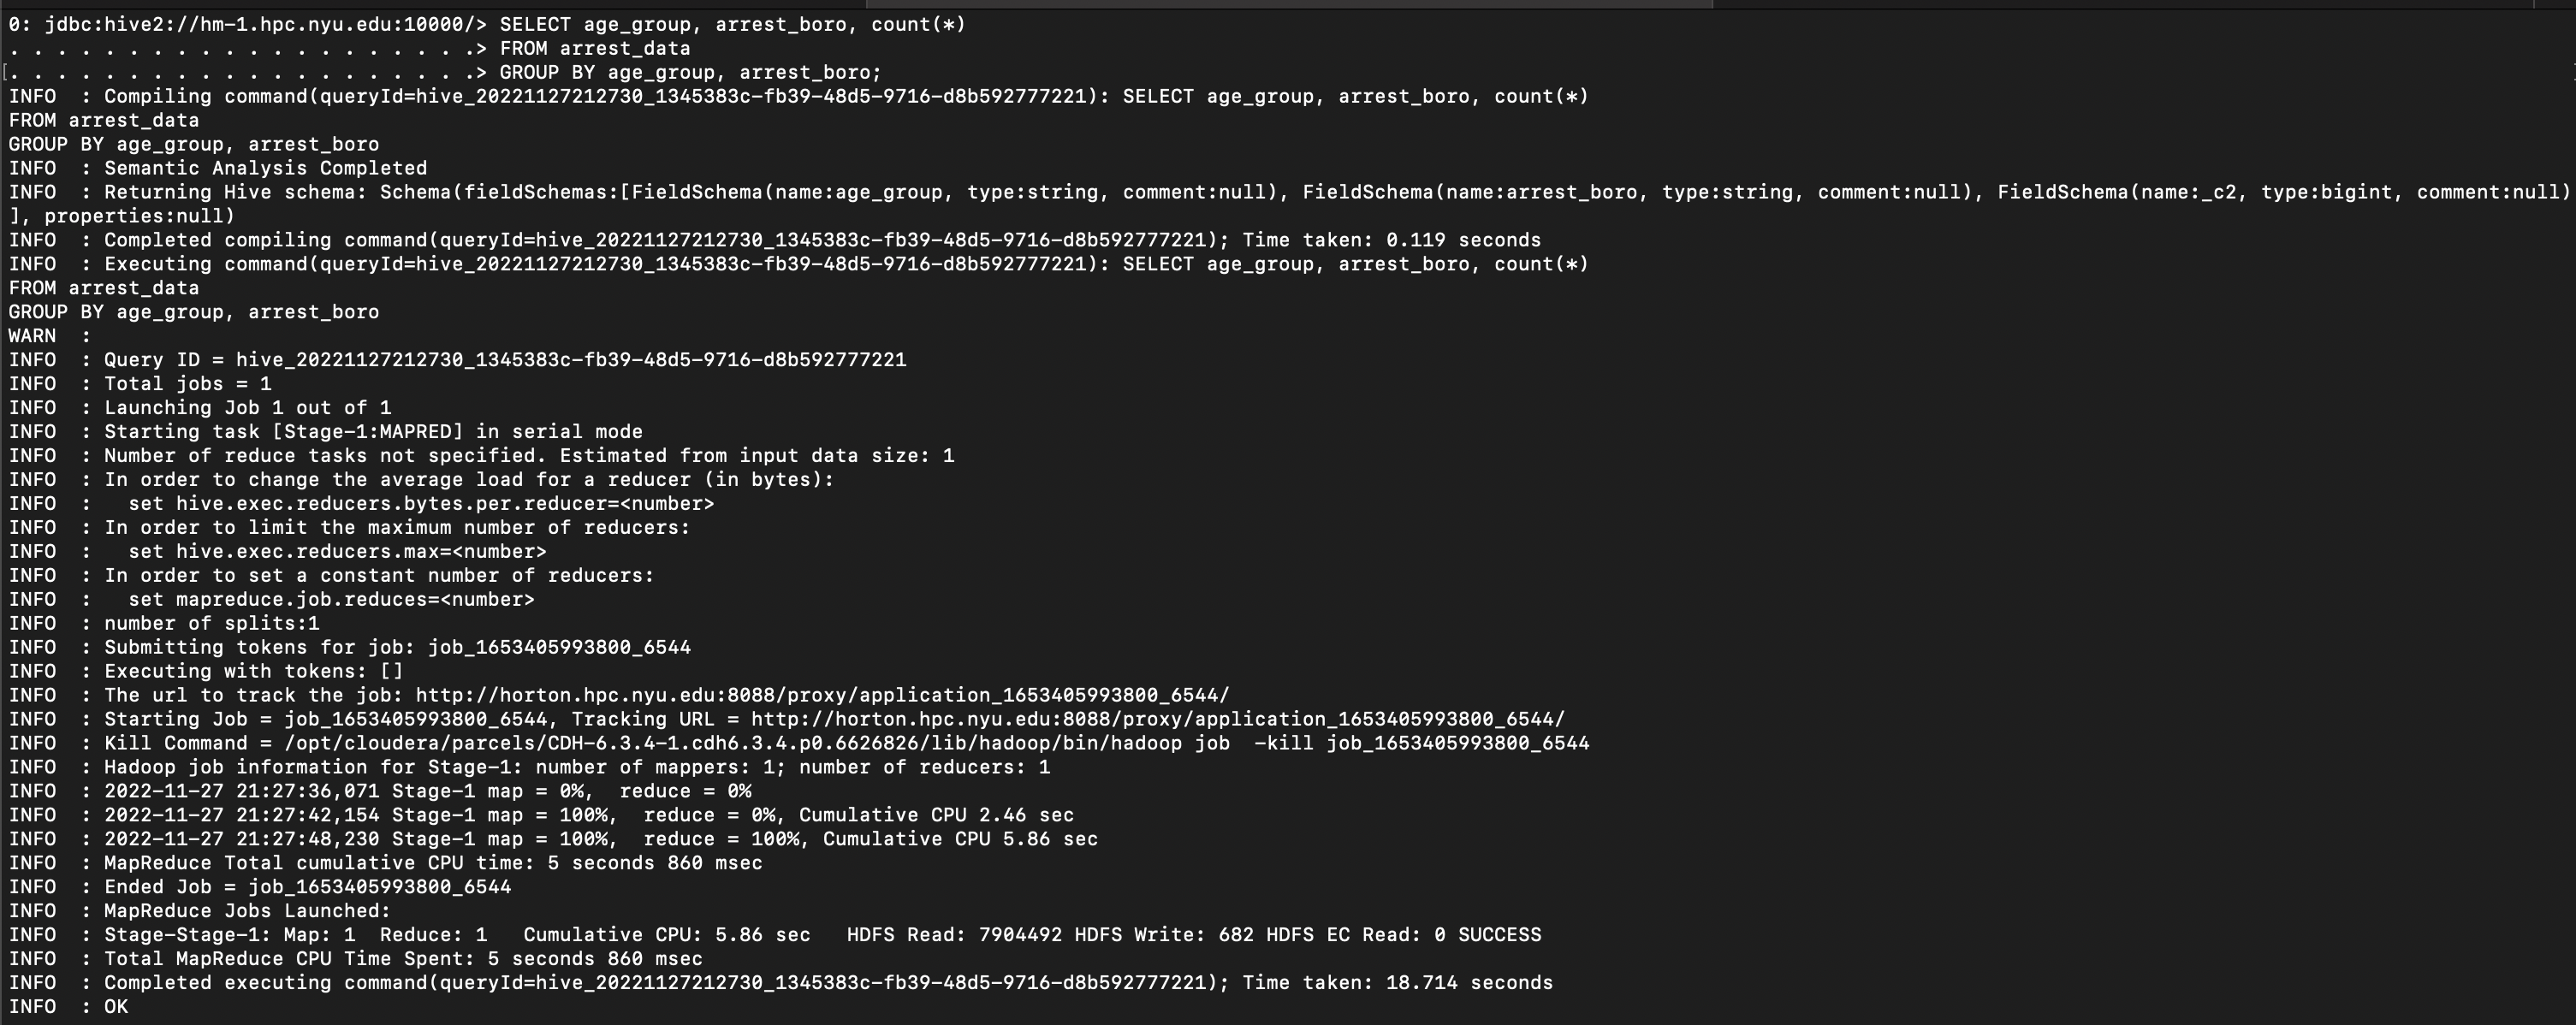 0: jdbc:hive2://hm-1.hpc.nyu.edu:10000/> SELECT age_group, arrest_boro, count(*)
. . . . . . . . . . . . . . . . . . . .> FROM arrest_data
[. . . . . . . . . . . . . . . . . . . .> GROUP BY age_group, arrest_boro;
INFO  : Compiling command(queryId=hive_20221127212730_1345383c-fb39-48d5-9716-d8b592777221): SELECT age_group, arrest_boro, count(*)
FROM arrest_data
GROUP BY age_group, arrest_boro
INFO  : Semantic Analysis Completed
INFO  : Returning Hive schema: Schema(fieldSchemas:[FieldSchema(name:age_group, type:string, comment:null), FieldSchema(name:arrest_boro, type:string, comment:null), FieldSchema(name:_c2, type:bigint, comment:null)
], properties:null)
INFO  : Completed compiling command(queryId=hive_20221127212730_1345383c-fb39-48d5-9716-d8b592777221); Time taken: 0.119 seconds
INFO  : Executing command(queryId=hive_20221127212730_1345383c-fb39-48d5-9716-d8b592777221): SELECT age_group, arrest_boro, count(*)
FROM arrest_data
GROUP BY age_group, arrest_boro
WARN  :
INFO  : Query ID = hive_20221127212730_1345383c-fb39-48d5-9716-d8b592777221
INFO  : Total jobs = 1
INFO  : Launching Job 1 out of 1
INFO  : Starting task [Stage-1:MAPRED] in serial mode
INFO  : Number of reduce tasks not specified. Estimated from input data size: 1
INFO  : In order to change the average load for a reducer (in bytes):
INFO  :   set hive.exec.reducers.bytes.per.reducer=<number>
INFO  : In order to limit the maximum number of reducers:
INFO  :   set hive.exec.reducers.max=<number>
INFO  : In order to set a constant number of reducers:
INFO  :   set mapreduce.job.reduces=<number>
INFO  : number of splits:1
INFO  : Submitting tokens for job: job_1653405993800_6544
INFO  : Executing with tokens: []
INFO  : The url to track the job: http://horton.hpc.nyu.edu:8088/proxy/application_1653405993800_6544/
INFO  : Starting Job = job_1653405993800_6544, Tracking URL = http://horton.hpc.nyu.edu:8088/proxy/application_1653405993800_6544/
INFO  : Kill Command = /opt/cloudera/parcels/CDH-6.3.4-1.cdh6.3.4.p0.6626826/lib/hadoop/bin/hadoop job  -kill job_1653405993800_6544
INFO  : Hadoop job information for Stage-1: number of mappers: 1; number of reducers: 1
INFO  : 2022-11-27 21:27:36,071 Stage-1 map = 0%,  reduce = 0%
INFO  : 2022-11-27 21:27:42,154 Stage-1 map = 100%,  reduce = 0%, Cumulative CPU 2.46 sec
INFO  : 2022-11-27 21:27:48,230 Stage-1 map = 100%,  reduce = 100%, Cumulative CPU 5.86 sec
INFO  : MapReduce Total cumulative CPU time: 5 seconds 860 msec
INFO  : Ended Job = job_1653405993800_6544
INFO  : MapReduce Jobs Launched:
INFO  : Stage-Stage-1: Map: 1  Reduce: 1   Cumulative CPU: 5.86 sec   HDFS Read: 7904492 HDFS Write: 682 HDFS EC Read: 0 SUCCESS
INFO  : Total MapReduce CPU Time Spent: 5 seconds 860 msec
INFO  : Completed executing command(queryId=hive_20221127212730_1345383c-fb39-48d5-9716-d8b592777221); Time taken: 18.714 seconds
INFO  : OK